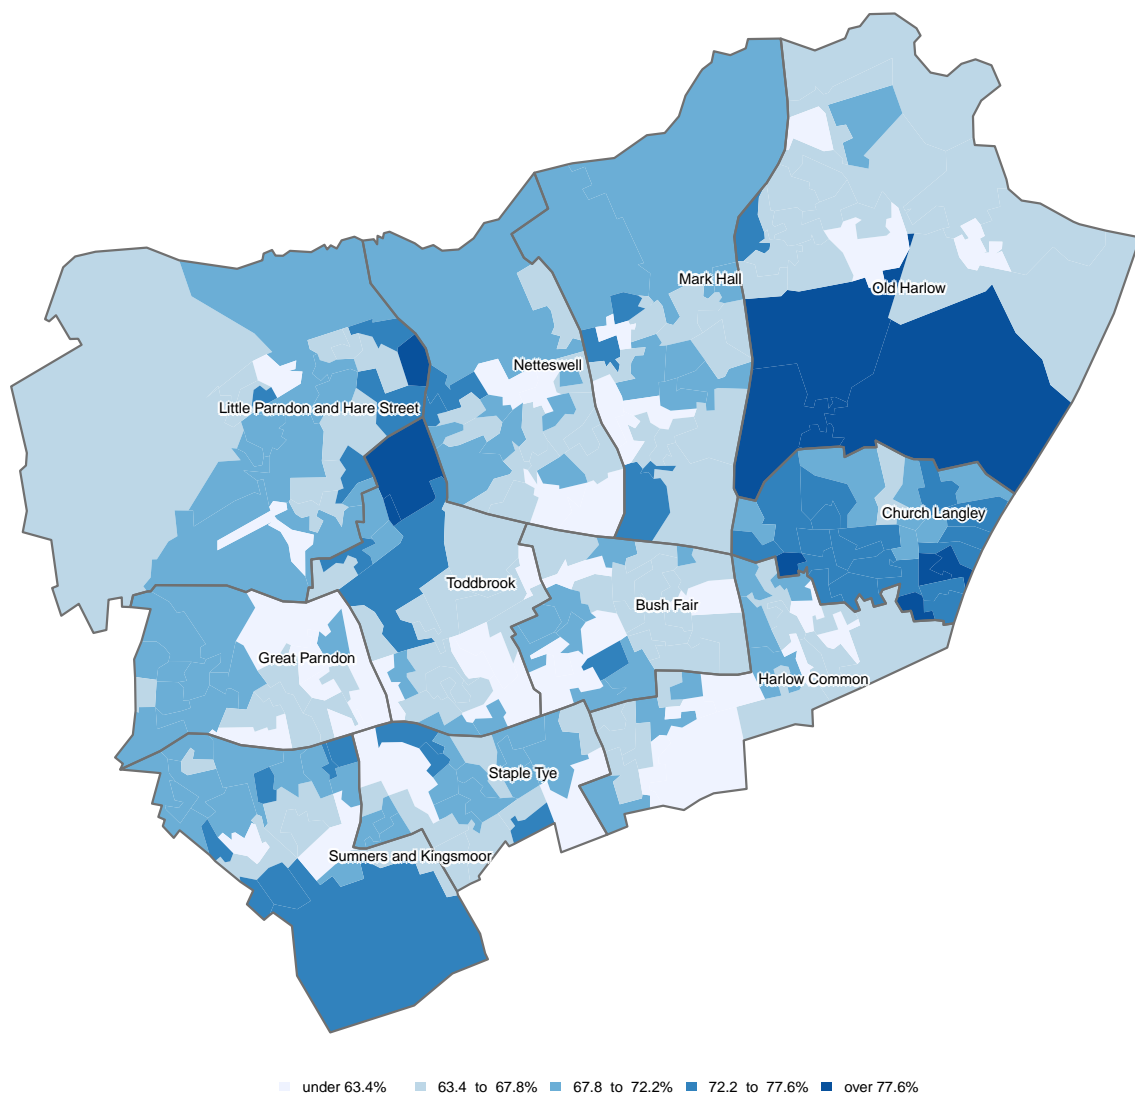 Mark Hall
Old Harlow
Netteswell
Little Parndon and Hare Street
Church Langley
Toddbrook
Bush Fair
Great Parndon
Harlow Common
Staple Tye
Sumners and Kingsmoor
under 63.4% 63.4 to 67.8% 67.8 to 72.2% 72.2 to 77.6% over 77.6%